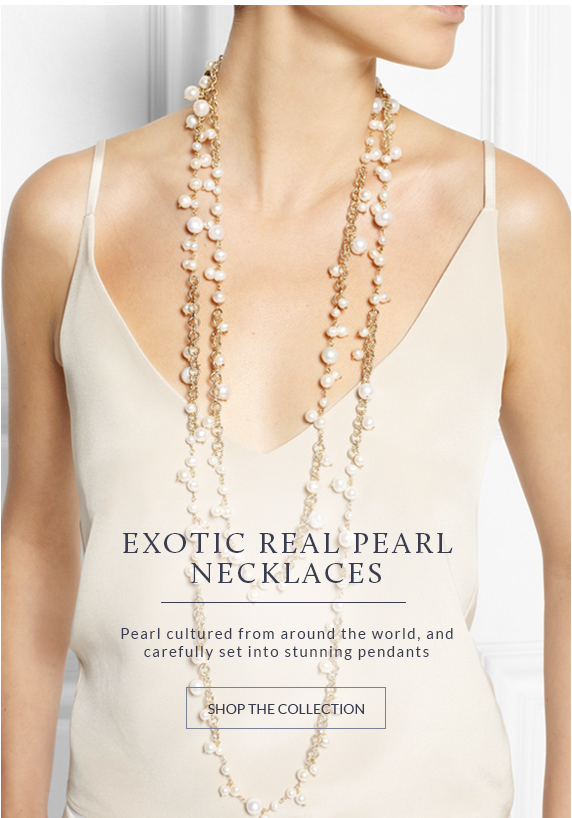 EXOTIC REAL PEARL
NECKLACES
Pearl cultured from around the world, and
carefully set into stunning pendants
SHOP THE COLLECTION